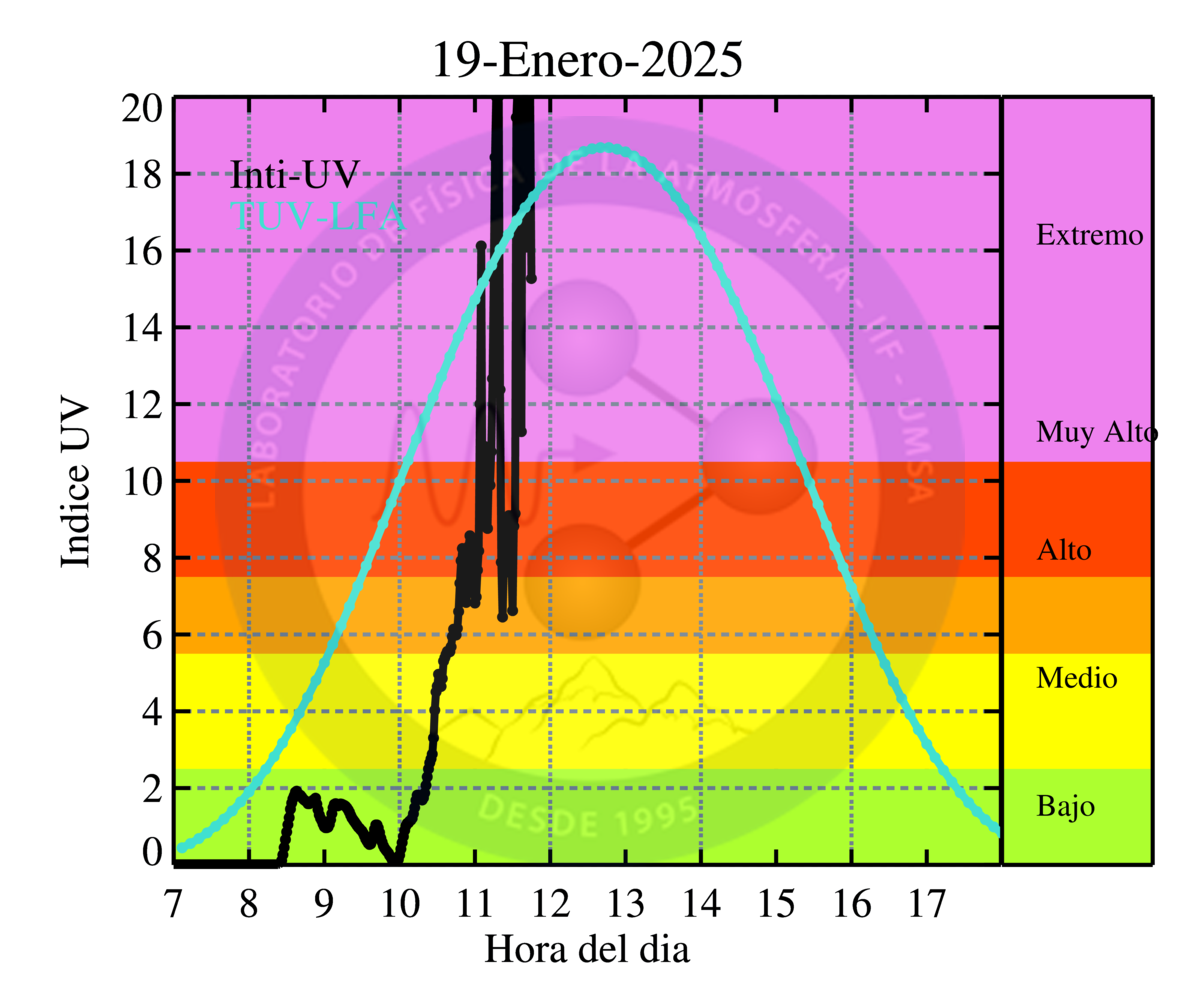 19-Enero-2025
20
18
16
14
12
10
8
6
4
2
0
Indice UV
Inti-UV
TUV-LFA
LABORATORIO DE FÍSICA DE LA ATMÓSFERA - IIF - UMSA
DESDE 1995
Extremo
Muy Alto
Alto
Medio
Bajo
7 8 9 10 11 12 13 14 15 16 17
Hora del dia